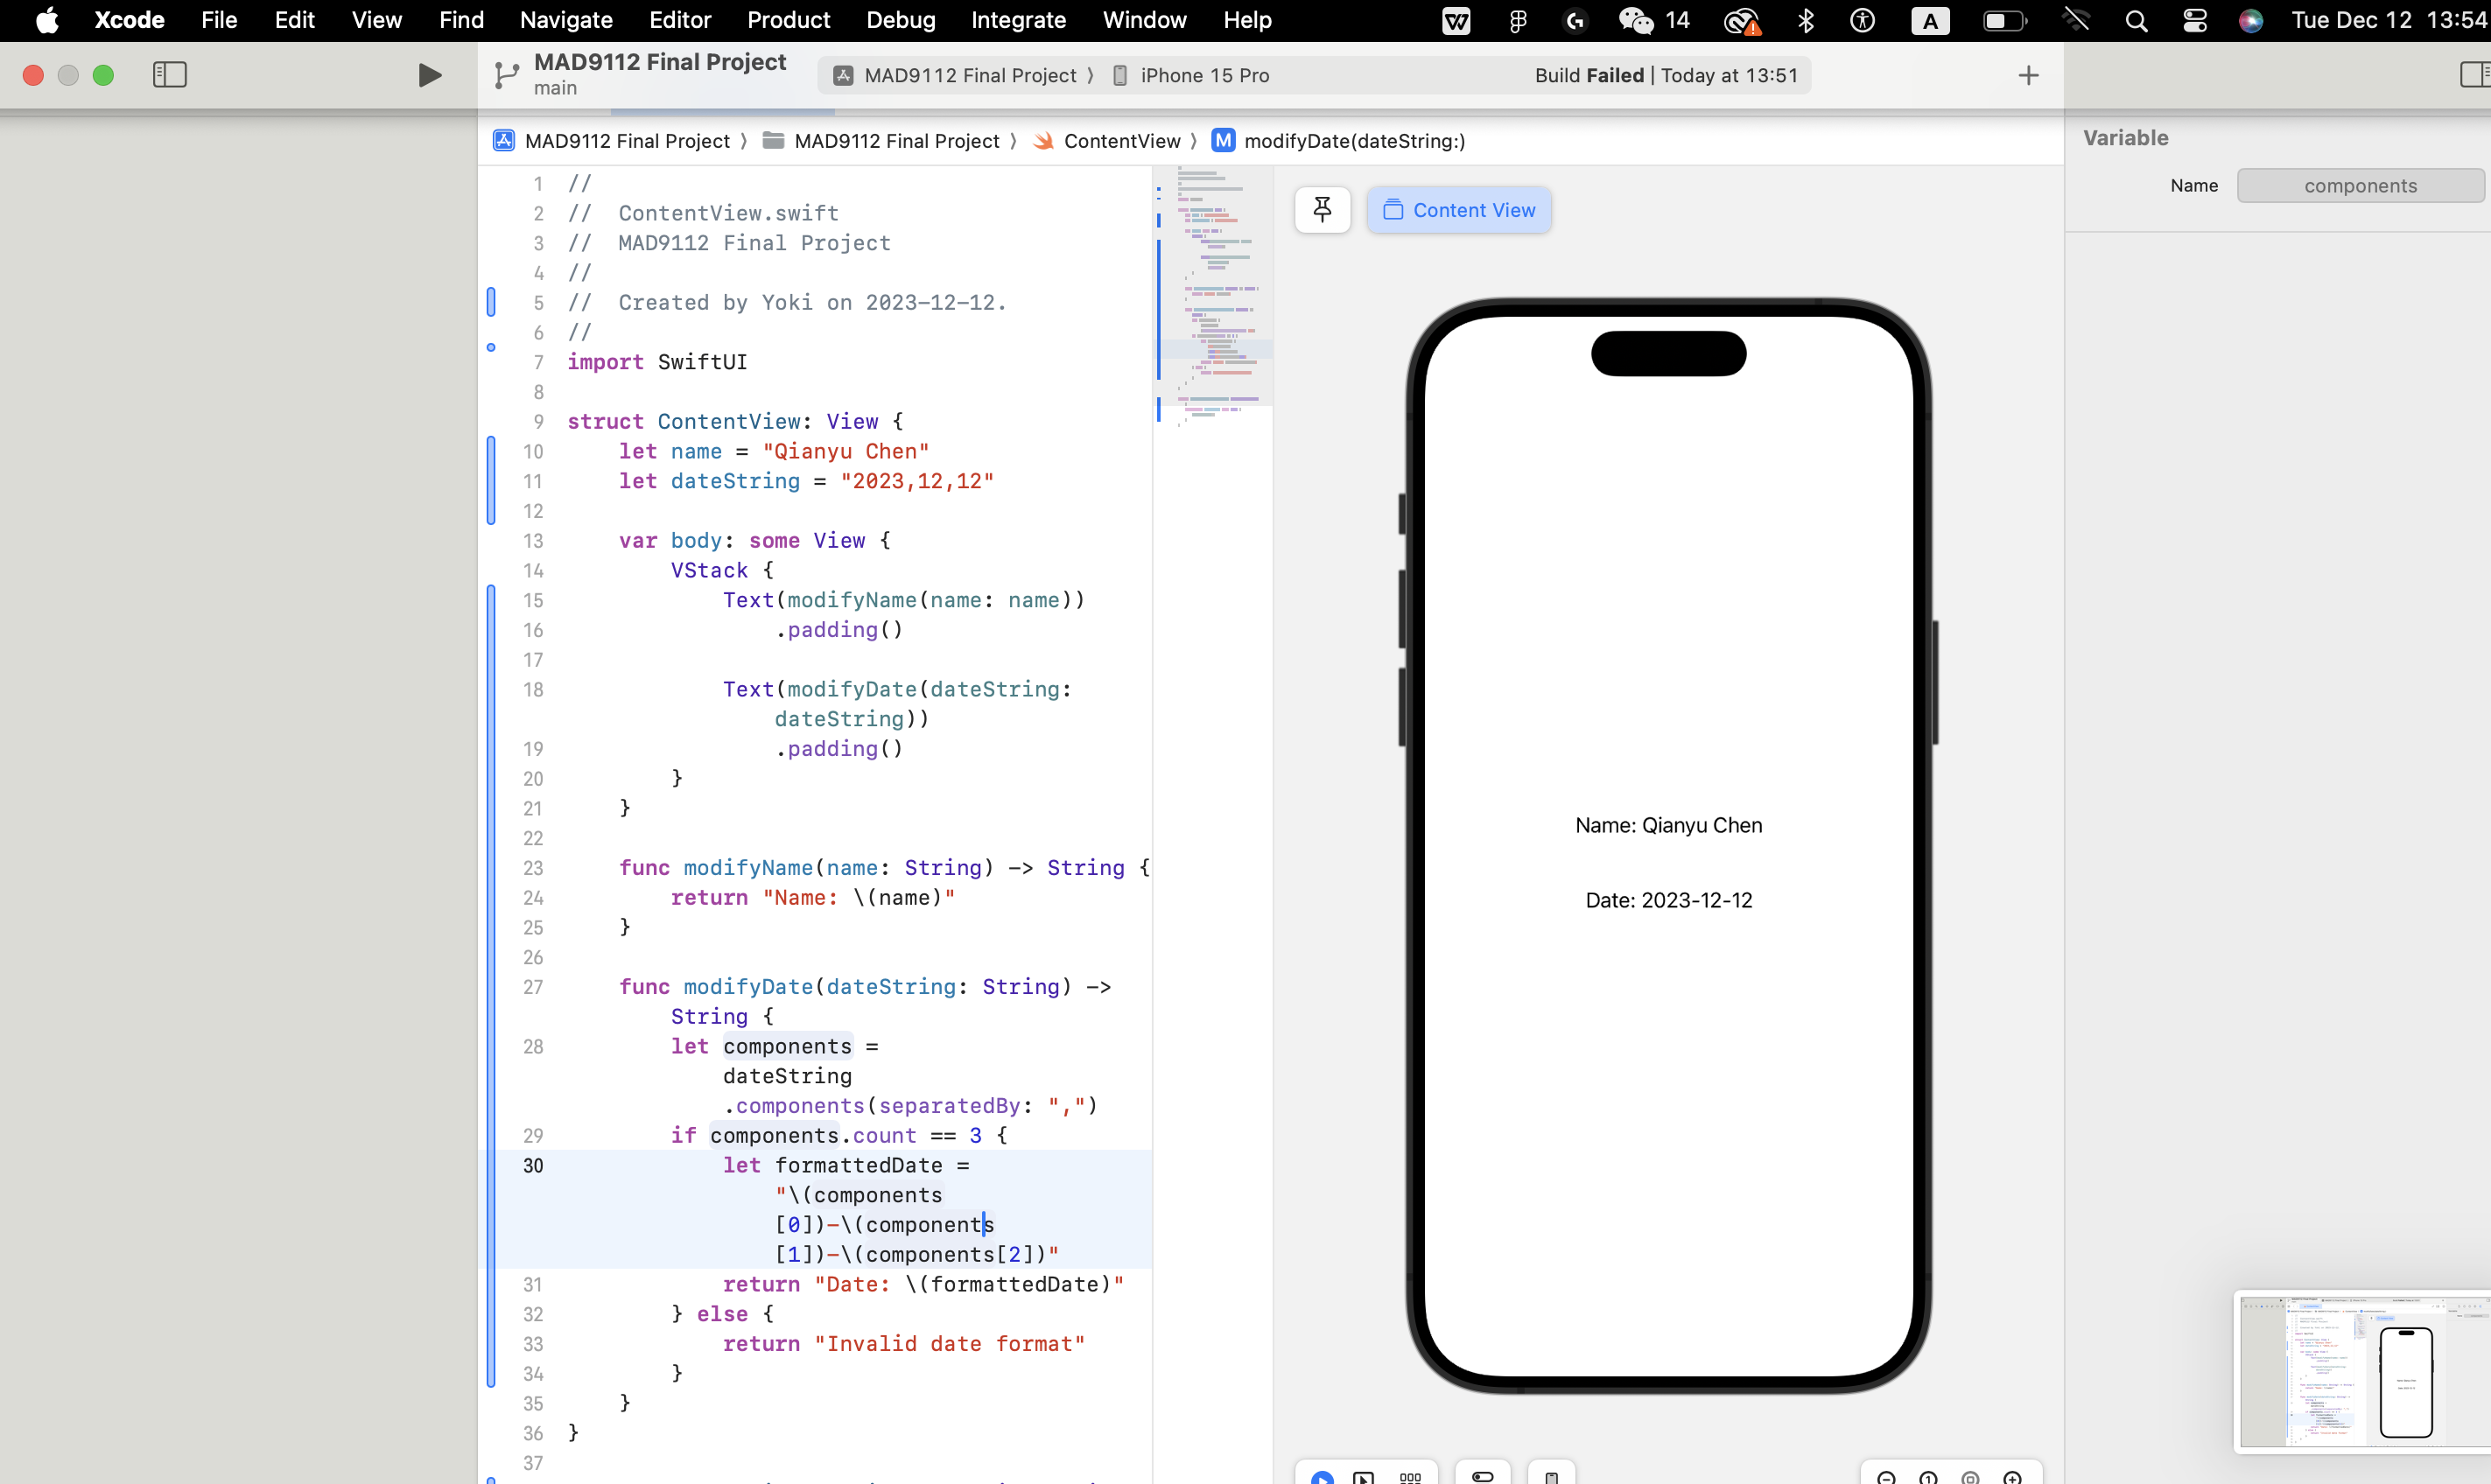 Xcode File Edit View Find Navigate Editor Product Debug Integrate Window Help 14 A Tue Dec 12 13:54
MAD9112 Final Project
main
MAD9112 Final Project 〉 iPhone 15 Pro
Build Failed | Today at 13:51
MAD9112 Final Project 〉 MAD9112 Final Project 〉 ContentView 〉 M modifyDate(dateString:)
1 //
2 //  ContentView.swift
3 //  MAD9112 Final Project
4 //
5 //  Created by Yoki on 2023-12-12.
6 //
7 import SwiftUI
8
9 struct ContentView: View {
10     let name = "Qianyu Chen"
11     let dateString = "2023,12,12"
12
13     var body: some View {
14         VStack {
15             Text(modifyName(name: name))
16                 .padding()
17
18             Text(modifyDate(dateString:
dateString))
19                 .padding()
20         }
21     }
22
23     func modifyName(name: String) -> String {
24         return "Name: \(name)"
25     }
26
27     func modifyDate(dateString: String) ->
String {
28         let components =
dateString
.components(separatedBy: ",")
29         if components.count == 3 {
30             let formattedDate =
"\(components
[0])-\(components
[1])-\(components[2])"
31             return "Date: \(formattedDate)"
32         } else {
33             return "Invalid date format"
34         }
35     }
36 }
37
Content View
Name: Qianyu Chen
Date: 2023-12-12
Variable
Name components